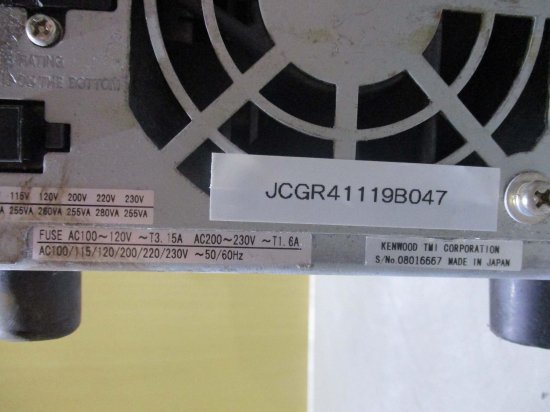 RATING
ON THE BOTTOM
115V 120V 200V 220V 230V
A 255VA 260VA 255VA 280VA 255VA
JCGR41119B047
FUSE AC100～120V ～T3.15A AC200～230V ～T1.6A
AC100/115/120/200/220/230V ～50/60Hz
KENWOOD TMI CORPORATION
S/No.08016667 MADE IN JAPAN